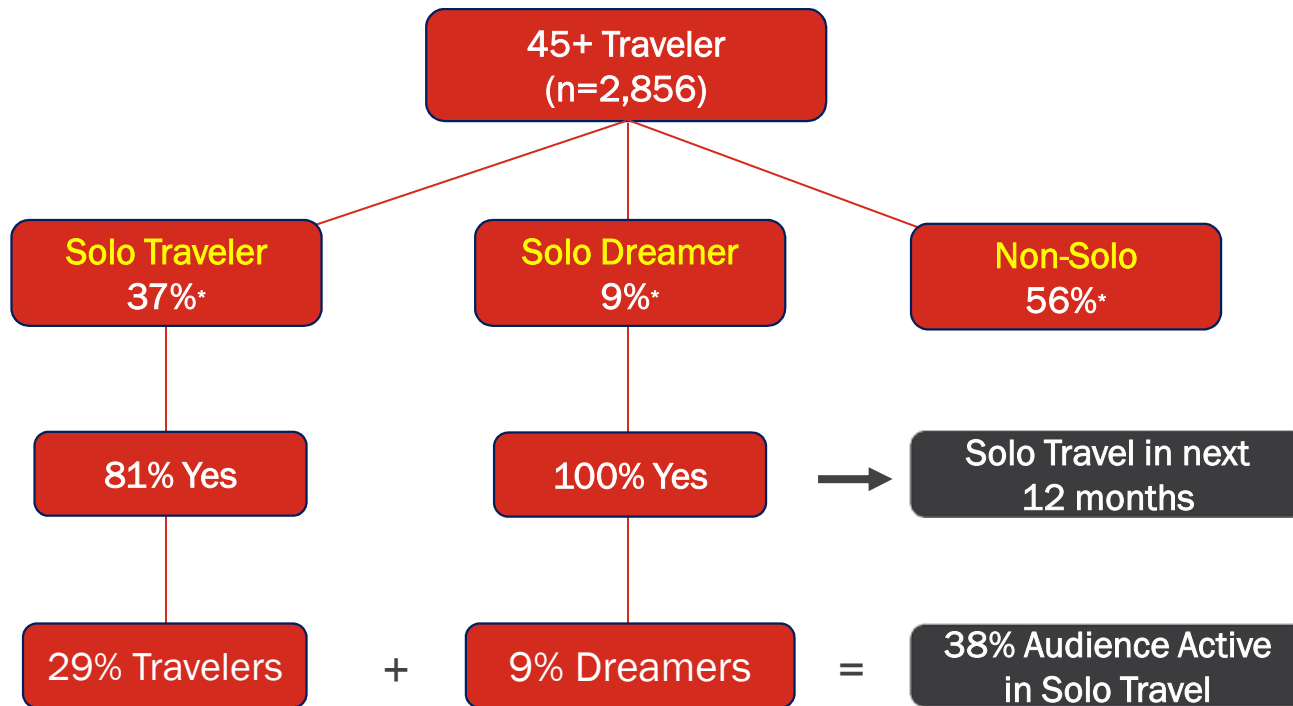 45+ Traveler
(n=2,856)
Solo Traveler
37%*
Solo Dreamer
9%*
Non-Solo
56%*
81% Yes
100% Yes
Solo Travel in next
12 months
29% Travelers
+
9% Dreamers
=
38% Audience Active
in Solo Travel